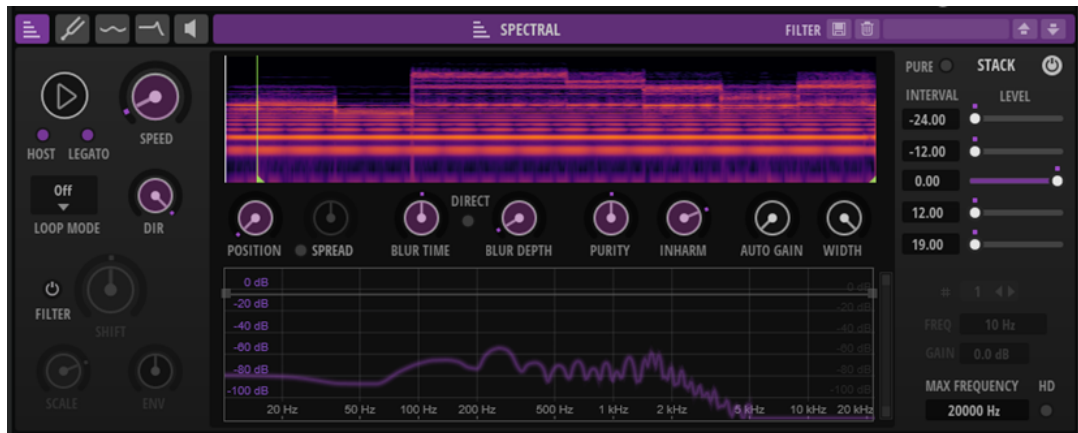 SPECTRAL FILTER
PURE STACK
INTERVAL LEVEL
-24.00
-12.00
0.00
12.00
19.00
SPEED
HOST LEGATO
Off
LOOP MODE DIR
DIRECT
POSITION SPREAD BLUR TIME BLUR DEPTH PURITY INHARM AUTO GAIN WIDTH
FILTER
SHIFT
SCALE ENV
0 dB 0 dB
-20 dB -20 dB
-40 dB -40 dB
-60 dB -60 dB
-80 dB -80 dB
-100 dB -100 dB
20 Hz 50 Hz 100 Hz 200 Hz 500 Hz 1 kHz 2 kHz 5 kHz 10 kHz 20 kHz
# 1
FREQ 10 Hz
GAIN 0.0 dB
MAX FREQUENCY HD
20000 Hz